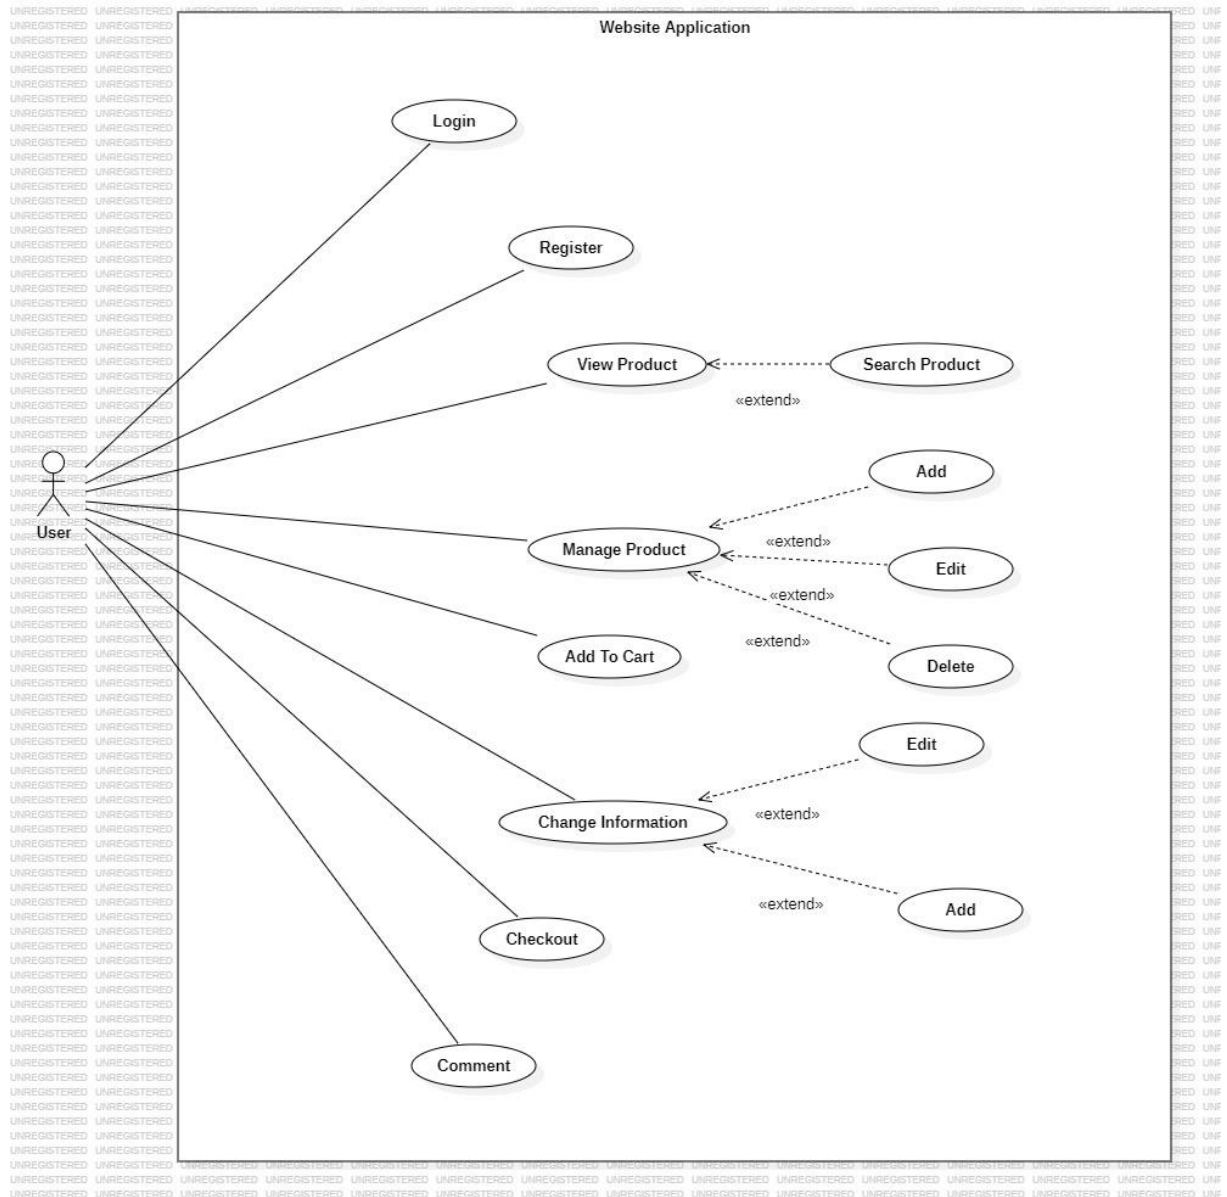 Website Application
Login
Register
View Product
Search Product
«extend»
Add
User
Manage Product
«extend»
Edit
«extend»
«extend»
Add To Cart
Delete
Edit
«extend»
Change Information
«extend»
Add
Checkout
Comment
UNREGISTERED